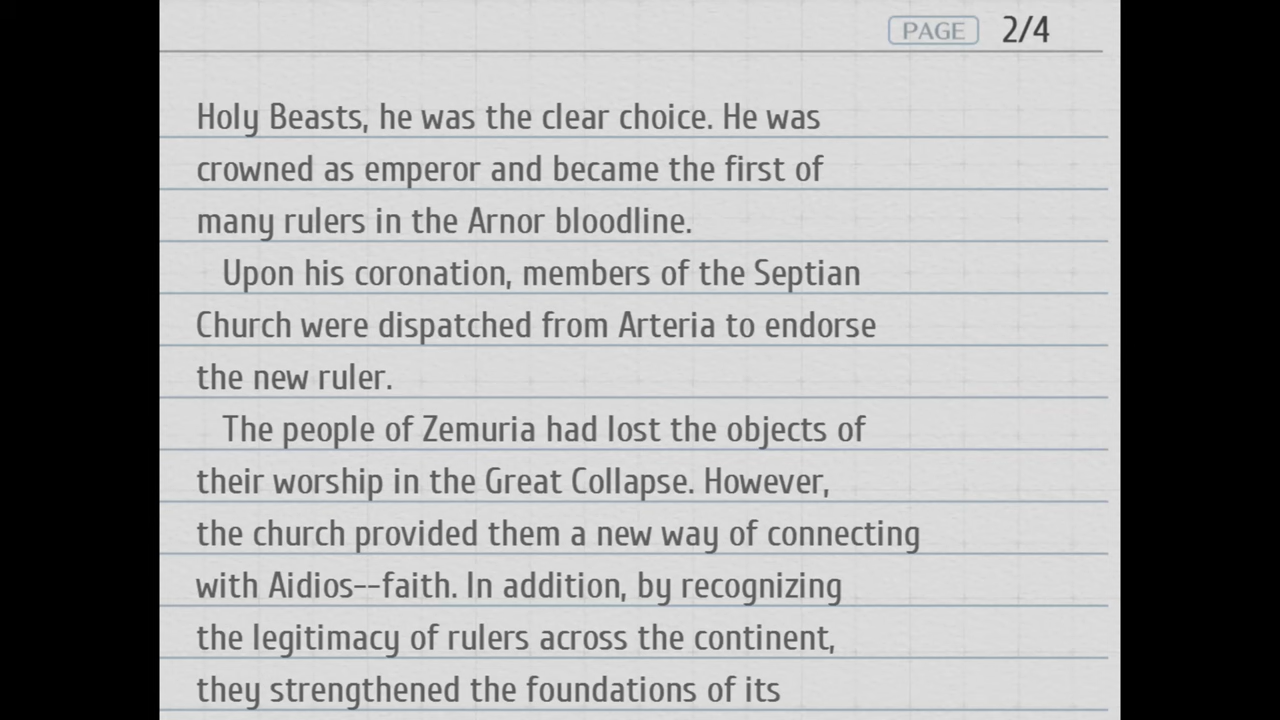 PAGE 2/4
Holy Beasts, he was the clear choice. He was
crowned as emperor and became the first of
many rulers in the Arnor bloodline.
Upon his coronation, members of the Septian
Church were dispatched from Arteria to endorse
the new ruler.
The people of Zemuria had lost the objects of
their worship in the Great Collapse. However,
the church provided them a new way of connecting
with Aidios--faith. In addition, by recognizing
the legitimacy of rulers across the continent,
they strengthened the foundations of its